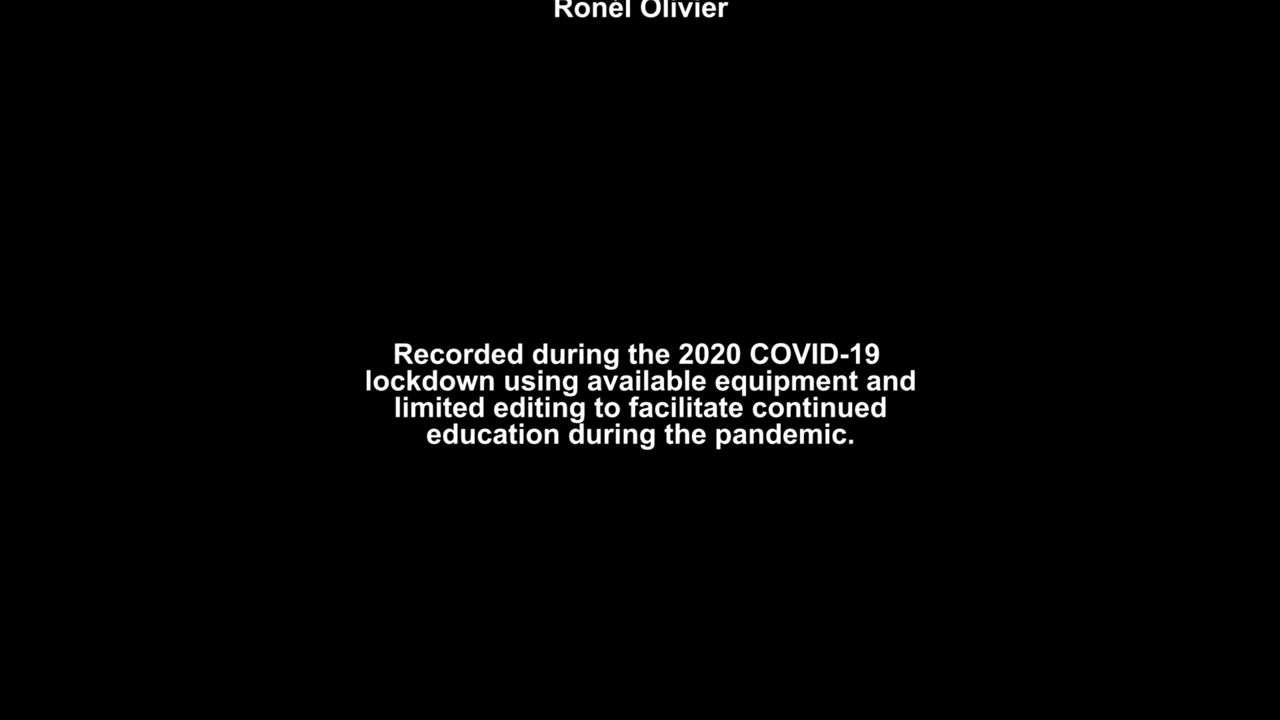 Ronél Olivier
Recorded during the 2020 COVID-19
lockdown using available equipment and
limited editing to facilitate continued
education during the pandemic.